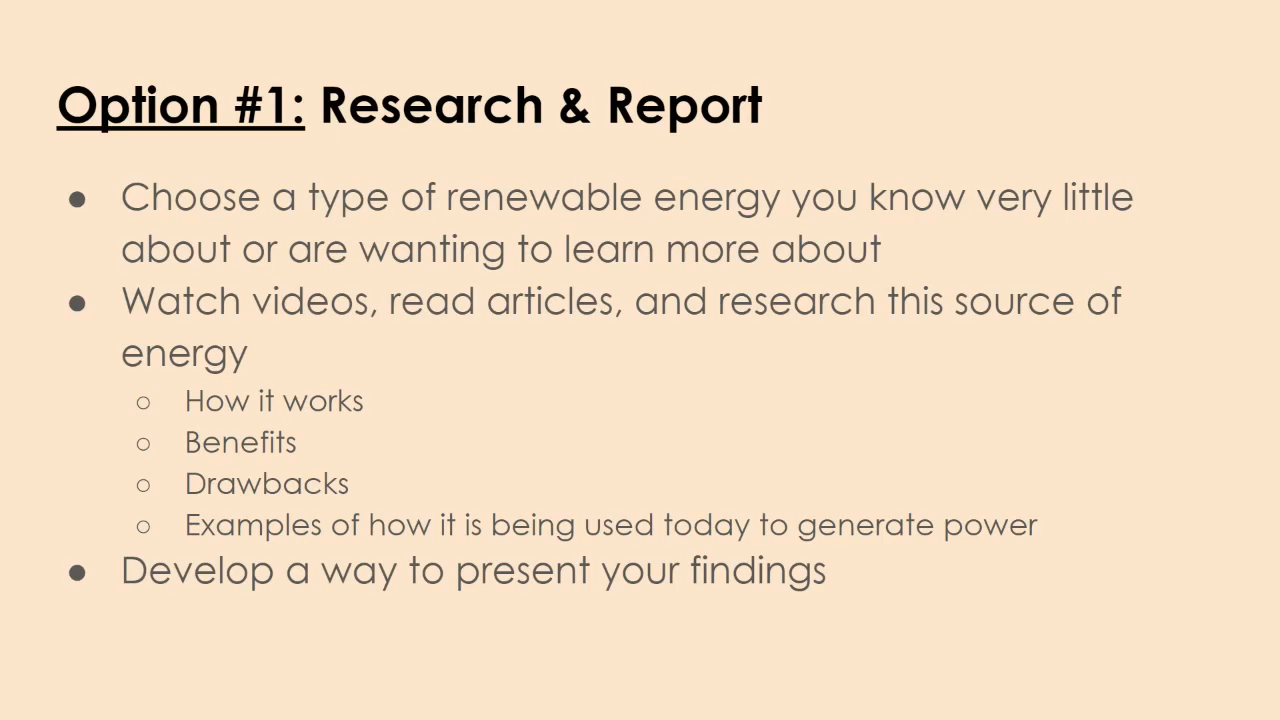 Option #1: Research & Report
● Choose a type of renewable energy you know very little
about or are wanting to learn more about
● Watch videos, read articles, and research this source of
energy
○ How it works
○ Benefits
○ Drawbacks
○ Examples of how it is being used today to generate power
● Develop a way to present your findings